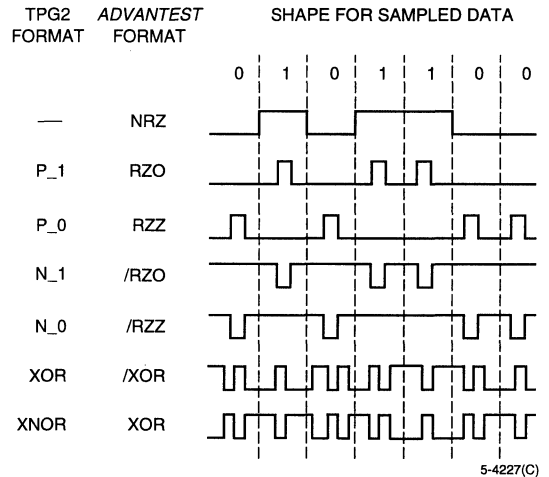 TPG2 FORMAT
ADVANTEST FORMAT
SHAPE FOR SAMPLED DATA
0 1 0 1 1 0 0
— NRZ
P_1 RZO
P_0 RZZ
N_1 /RZO
N_0 /RZZ
XOR /XOR
XNOR XOR
5-4227(C)